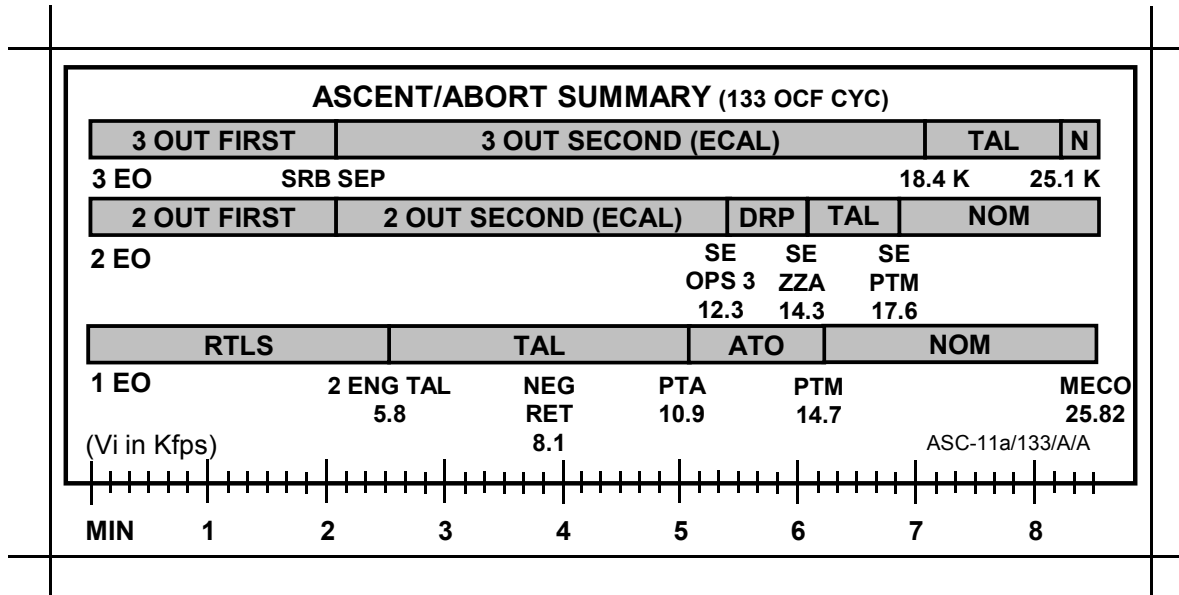 ASCENT/ABORT SUMMARY (133 OCF CYC)
3 OUT FIRST 3 OUT SECOND (ECAL) TAL N
3 EO SRB SEP 18.4 K 25.1 K
2 OUT FIRST 2 OUT SECOND (ECAL) DRP TAL NOM
2 EO SE SE SE
OPS 3 ZZA PTM
12.3 14.3 17.6
RTLS TAL ATO NOM
1 EO 2 ENG TAL NEG PTA PTM MECO
5.8 RET 10.9 14.7 25.82
(Vi in Kfps) 8.1 ASC-11a/133/A/A
MIN 1 2 3 4 5 6 7 8